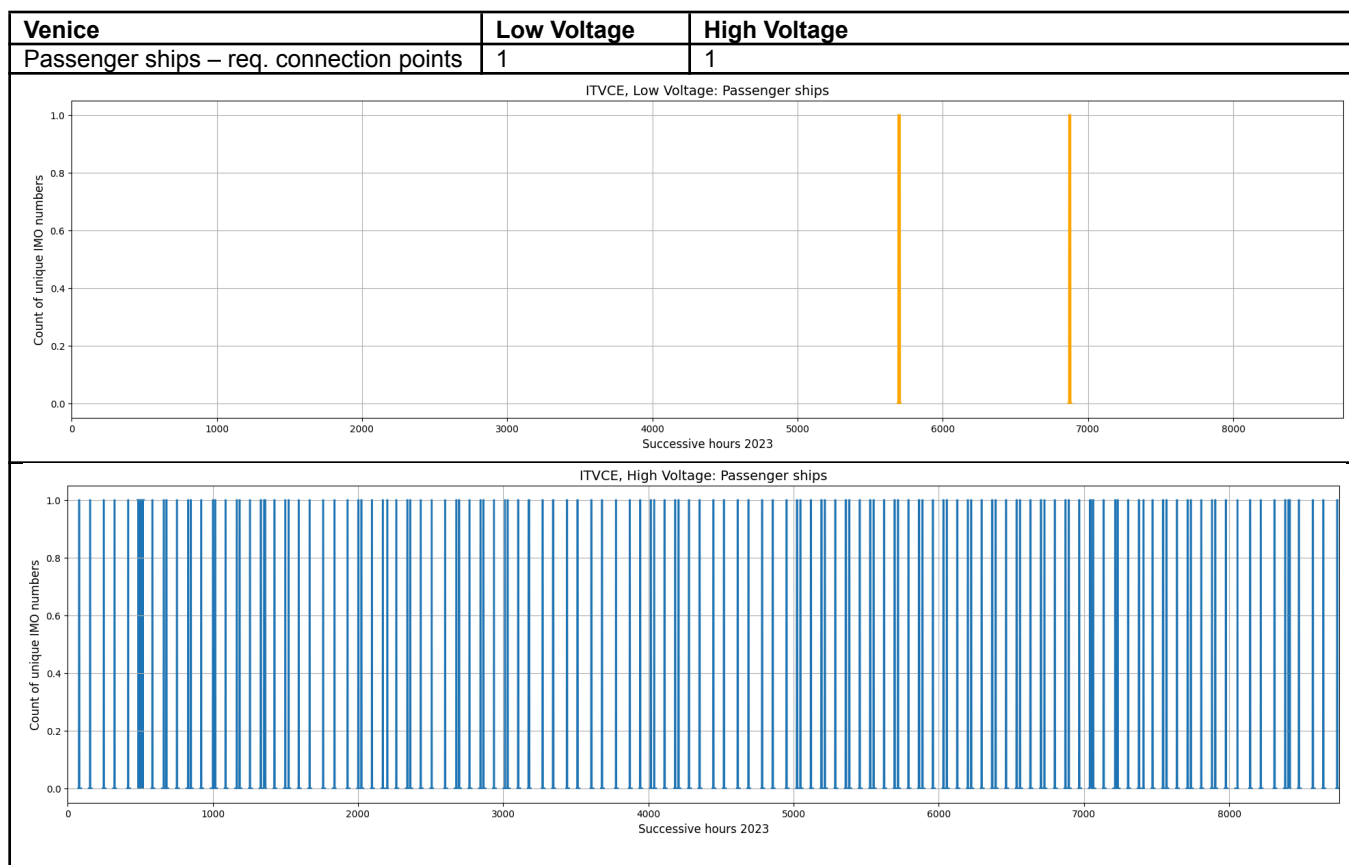 Venice Low Voltage High Voltage
Passenger ships – req. connection points 1 1
ITVCE, Low Voltage: Passenger ships
Count of unique IMO numbers
1.0
0.8
0.6
0.4
0.2
0.0
0 1000 2000 3000 4000 5000 6000 7000 8000
Successive hours 2023
ITVCE, High Voltage: Passenger ships
Count of unique IMO numbers
1.0
0.8
0.6
0.4
0.2
0.0
0 1000 2000 3000 4000 5000 6000 7000 8000
Successive hours 2023